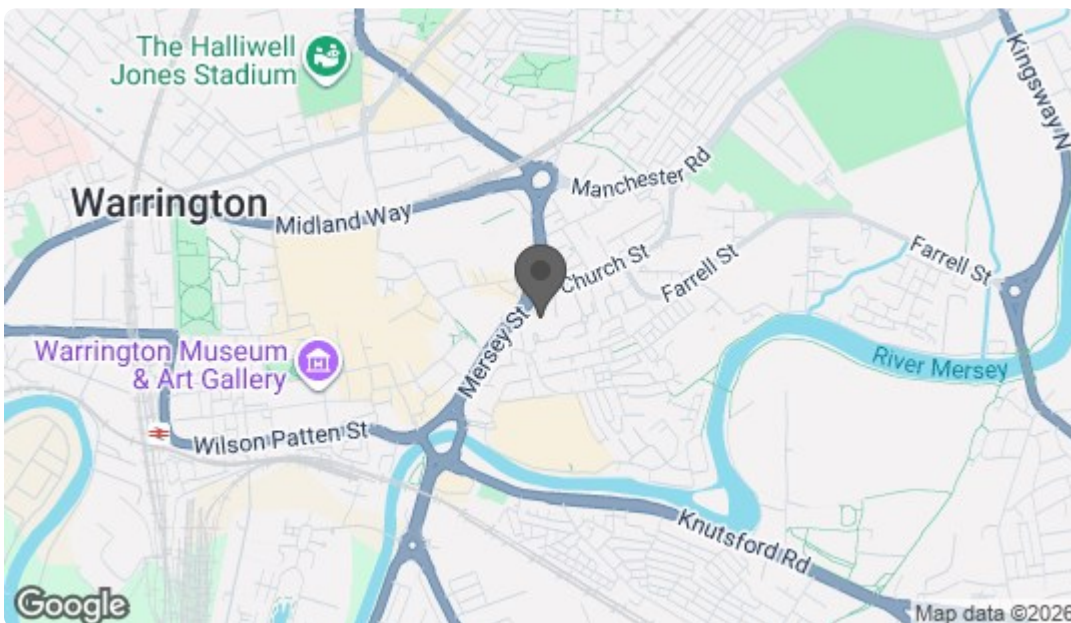 The Halliwell
Jones Stadium
Kingsway N
Manchester Rd
Warrington
Midland Way
Church St
Farrell St
Farrell St
Mersey St
River Mersey
Warrington Museum
& Art Gallery
Wilson Patten St
Knutsford Rd
Google
Map data ©2026